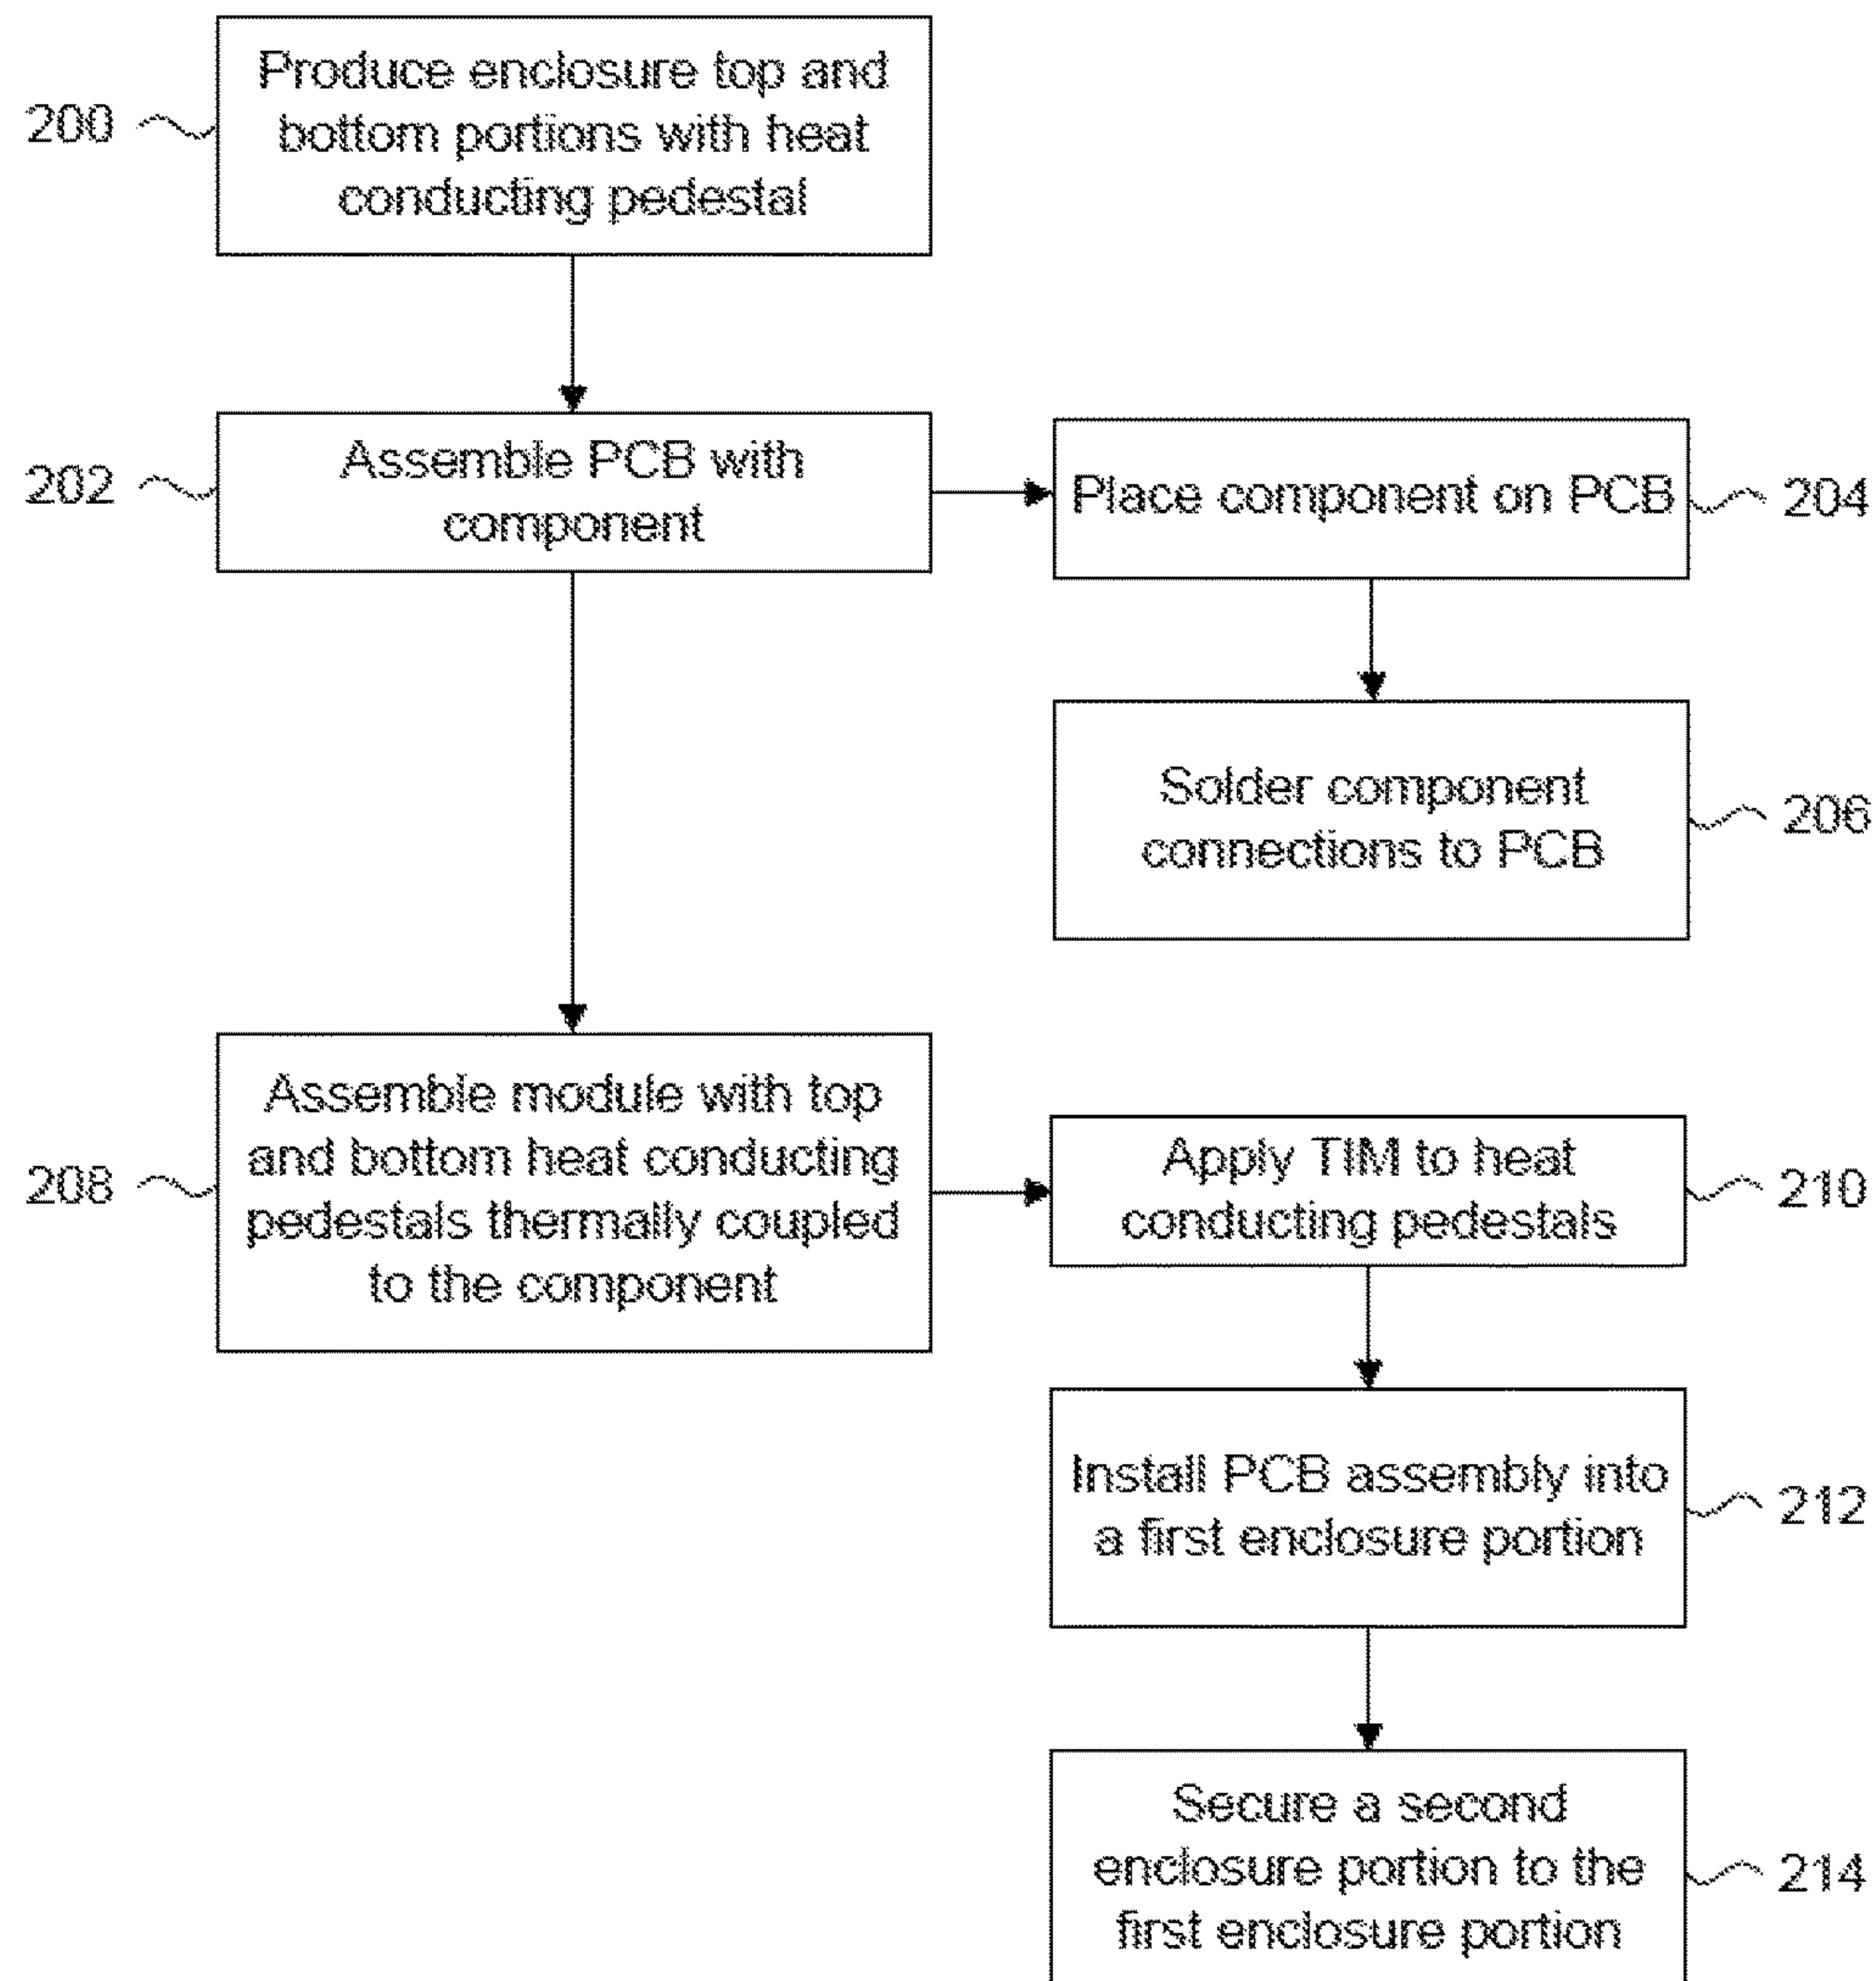 200
Produce enclosure top and
bottom portions with heat
conducting pedestal
202
Assemble PCB with
component
Place component on PCB
204
Solder component
connections to PCB
206
208
Assemble module with top
and bottom heat conducting
pedestals thermally coupled
to the component
Apply TIM to heat
conducting pedestals
210
Install PCB assembly into
a first enclosure portion
212
Secure a second
enclosure portion to the
first enclosure portion
214